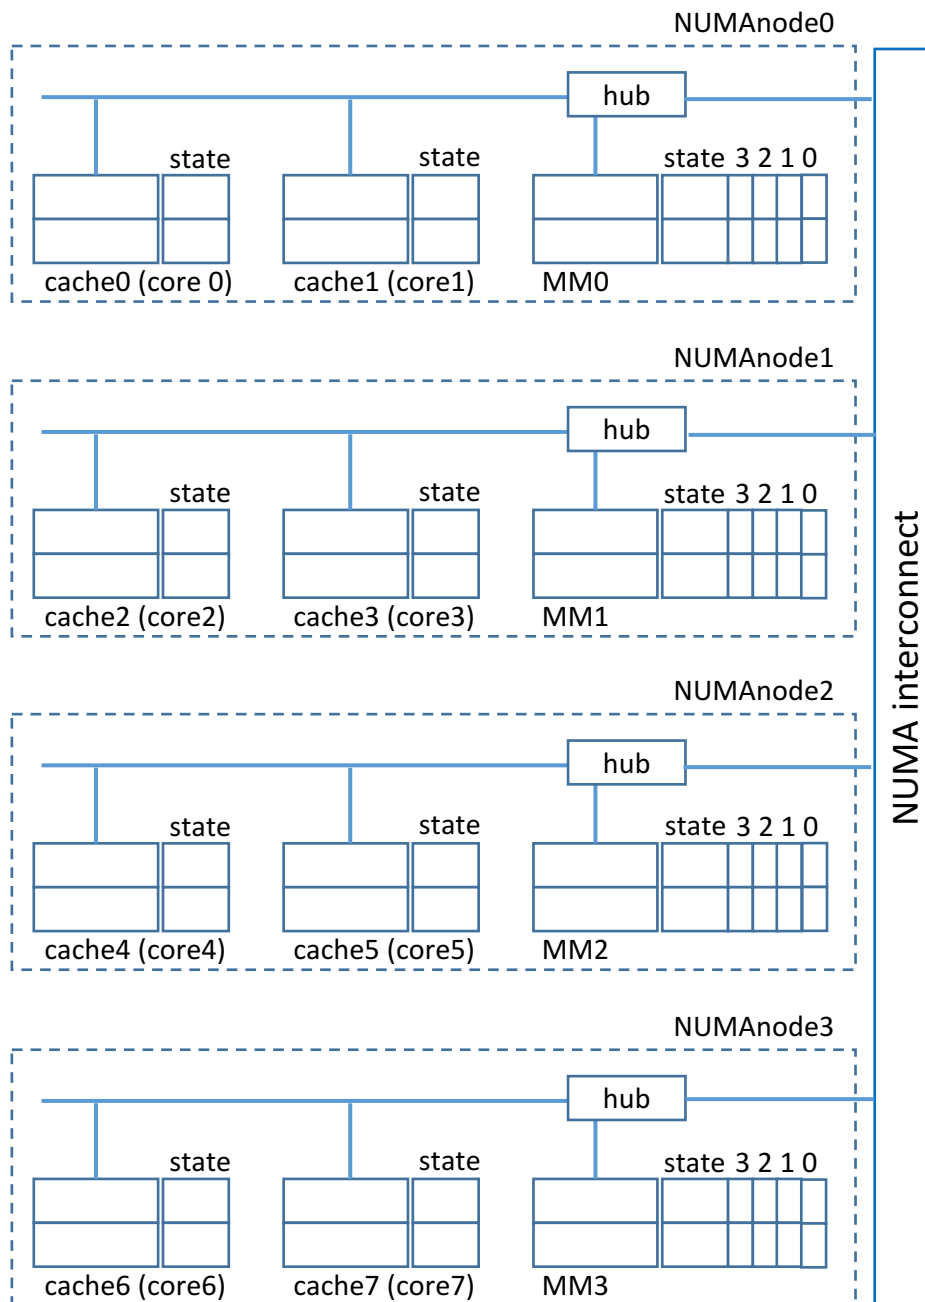 NUMAnode0
hub
state state state 3 2 1 0
cache0 (core 0) cache1 (core1) MM0
NUMAnode1
hub
state state state 3 2 1 0
cache2 (core2) cache3 (core3) MM1
NUMAnode2
hub
state state state 3 2 1 0
cache4 (core4) cache5 (core5) MM2
NUMAnode3
hub
state state state 3 2 1 0
cache6 (core6) cache7 (core7) MM3
NUMA interconnect